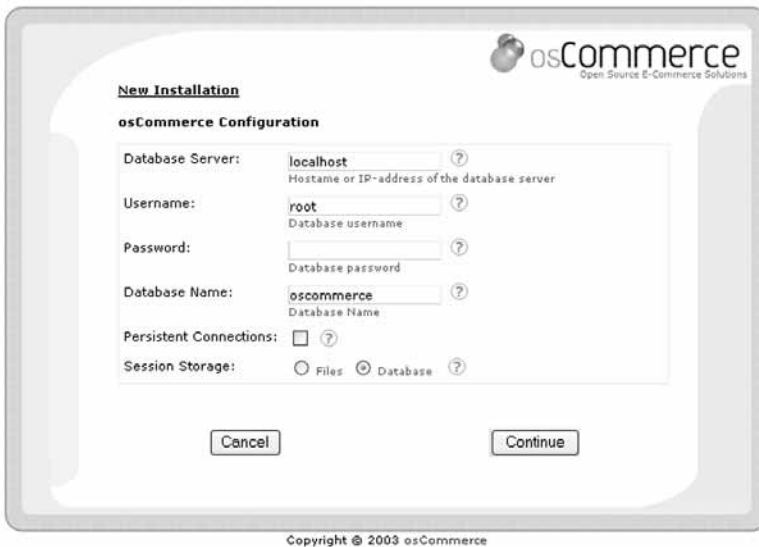 osCommerce
Open Source E-Commerce Solutions
New Installation
osCommerce Configuration
Database Server: localhost ?
Hostame or IP-address of the database server
Username: root ?
Database username
Password: ?
Database password
Database Name: oscommerce ?
Database Name
Persistent Connections: ?
Session Storage: Files Database ?
Cancel Continue
Copyright © 2003 osCommerce